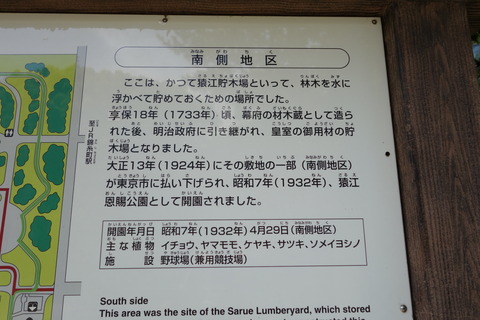 南側地区
ここは、かつて猿江貯木場といって、林木を水に
浮かべて貯めておくための場所でした。
享保18年(1733年)頃、幕府の材木蔵として造ら
れた後、明治政府に引き継がれ、皇室の御用材の貯
木場となりました。
大正13年(1924年)にその敷地の一部(南側地区)
が東京市に払い下げられ、昭和7年(1932年)、猿江
恩賜公園として開園されました。
開園年月日 昭和7年(1932年)4月29日(南側地区)
主な植物 イチョウ、ヤマモモ、ケヤキ、サツキ、ソメイヨシノ
施設 野球場(兼用競技場)
South side
This area was the site of the Sarue Lumberyard, which stored
至JR錦糸町駅